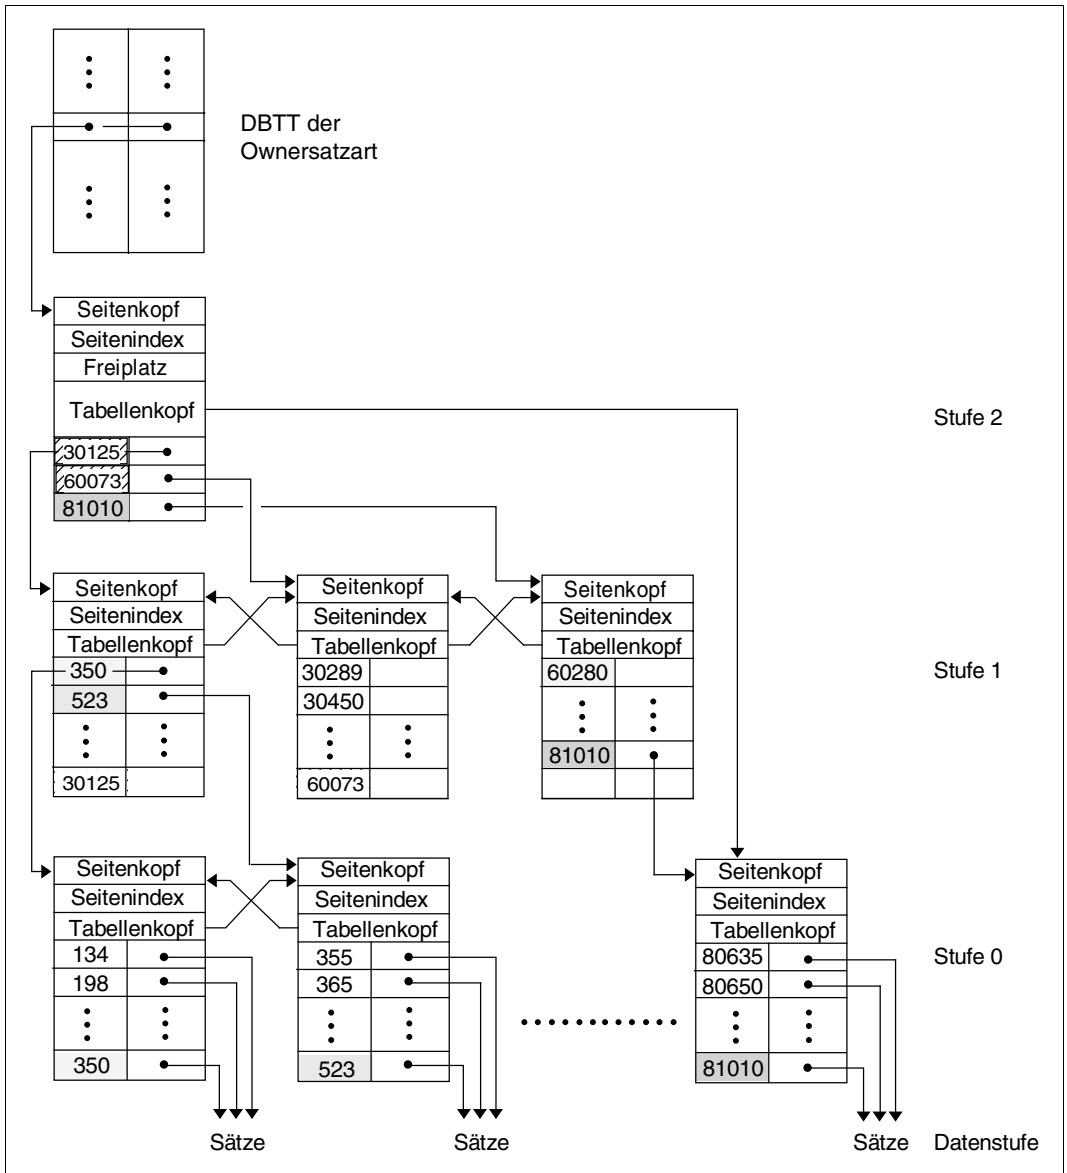 DBTT der
Ownersatzart
Seitenkopf
Seitenindex
Freiplatz
Tabellenkopf
Stufe 2
30125
60073
81010
Seitenkopf
Seitenindex
Tabellenkopf
350
523
30125
Seitenkopf
Seitenindex
Tabellenkopf
30289
30450
60073
Seitenkopf
Seitenindex
Tabellenkopf
60280
81010
Stufe 1
Seitenkopf
Seitenindex
Tabellenkopf
134
198
350
Seitenkopf
Seitenindex
Tabellenkopf
355
365
523
Seitenkopf
Seitenindex
Tabellenkopf
80635
80650
81010
Stufe 0
Sätze
Sätze
Sätze
Datenstufe